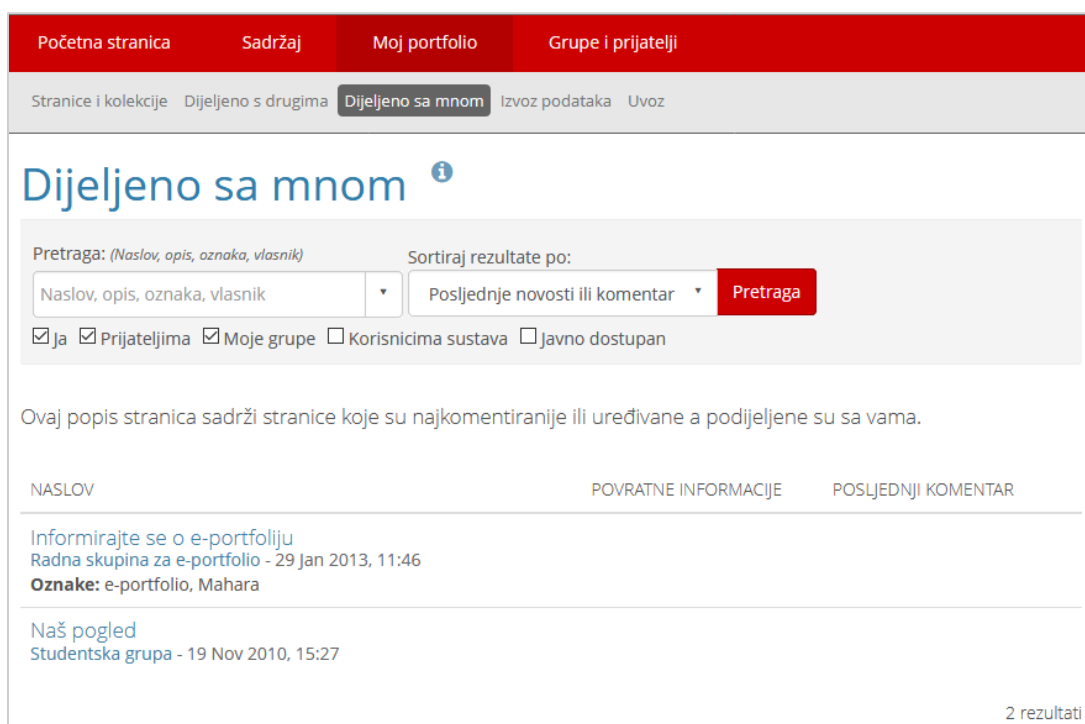 Početna stranica Sadržaj Moj portfolio Grupe i prijatelji
Stranice i kolekcije Dijeljeno s drugima Dijeljeno sa mnom Izvoz podataka Uvoz
Dijeljeno sa mnom
Pretraga: (Naslov, opis, oznaka, vlasnik) Sortiraj rezultate po:
Naslov, opis, oznaka, vlasnik Posljednje novosti ili komentar Pretraga
Ja Prijateljima Moje grupe Korisnicima sustava Javno dostupan
Ovaj popis stranica sadrži stranice koje su najkomentiranije ili uređivane a podijeljene su sa vama.
NASLOV POVRATNE INFORMACIJE POSLJEDNJI KOMENTAR
Informirajte se o e-portfoliju
Radna skupina za e-portfolio - 29 Jan 2013, 11:46
Oznake: e-portfolio, Mahara
Naš pogled
Studentska grupa - 19 Nov 2010, 15:27
2 rezultati